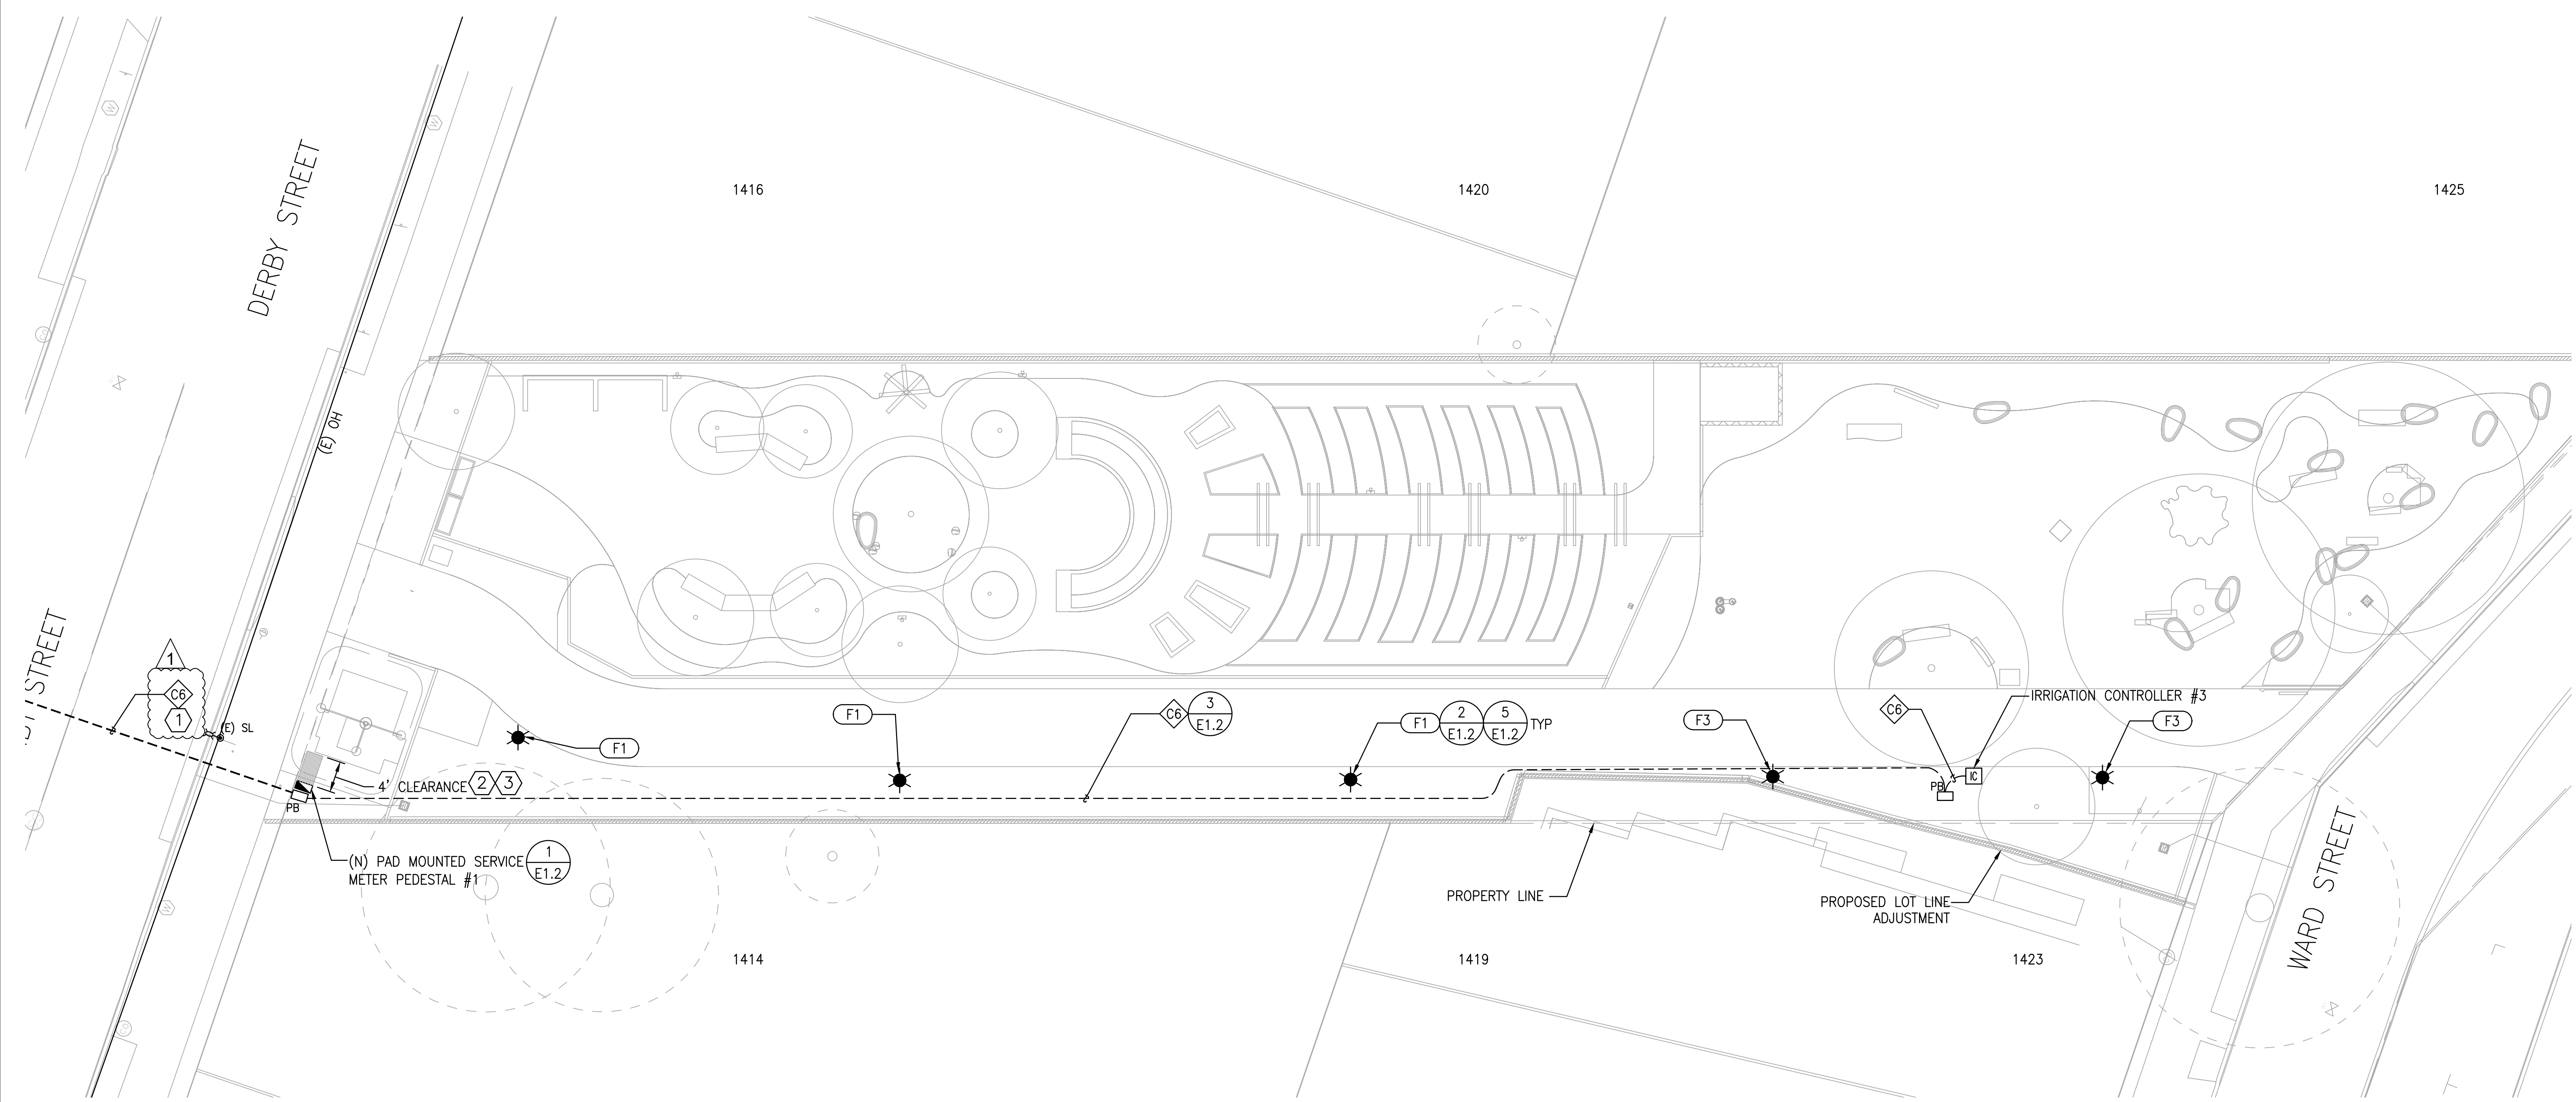 DERBY STREET
1416
1420
1425
(E) OH
STREET
1
C6
1
(E) SL
F1
F1
C6
3
E1.2
F1
2
E1.2
5
E1.2
TYP
F3
C6
IRRIGATION CONTROLLER #3
IC
F3
PB
4' CLEARANCE
2
3
PB
(N) PAD MOUNTED SERVICE
METER PEDESTAL #1
1
E1.2
PROPERTY LINE
PROPOSED LOT LINE
ADJUSTMENT
WARD STREET
1414
1419
1423
W
W
W